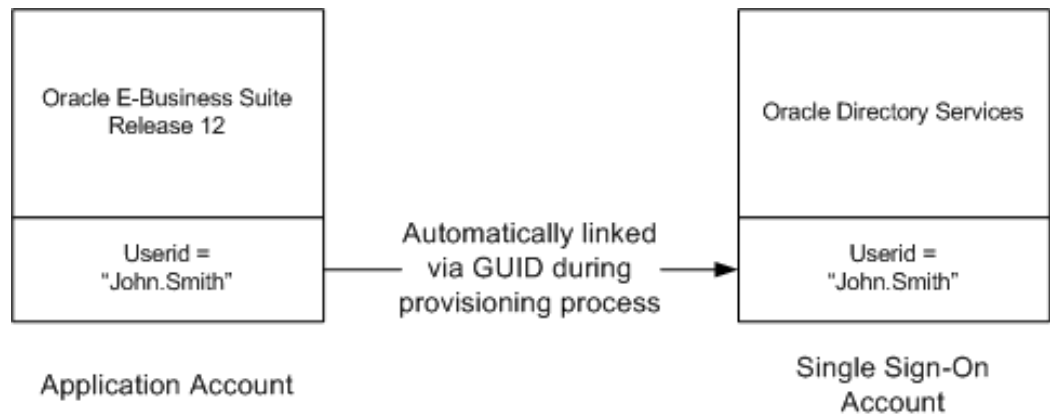 Oracle E-Business Suite
Release 12
Oracle Directory Services
Userid =
“John.Smith”
Automatically linked
via GUID during
provisioning process
Userid =
“John.Smith”
Application Account
Single Sign-On
Account